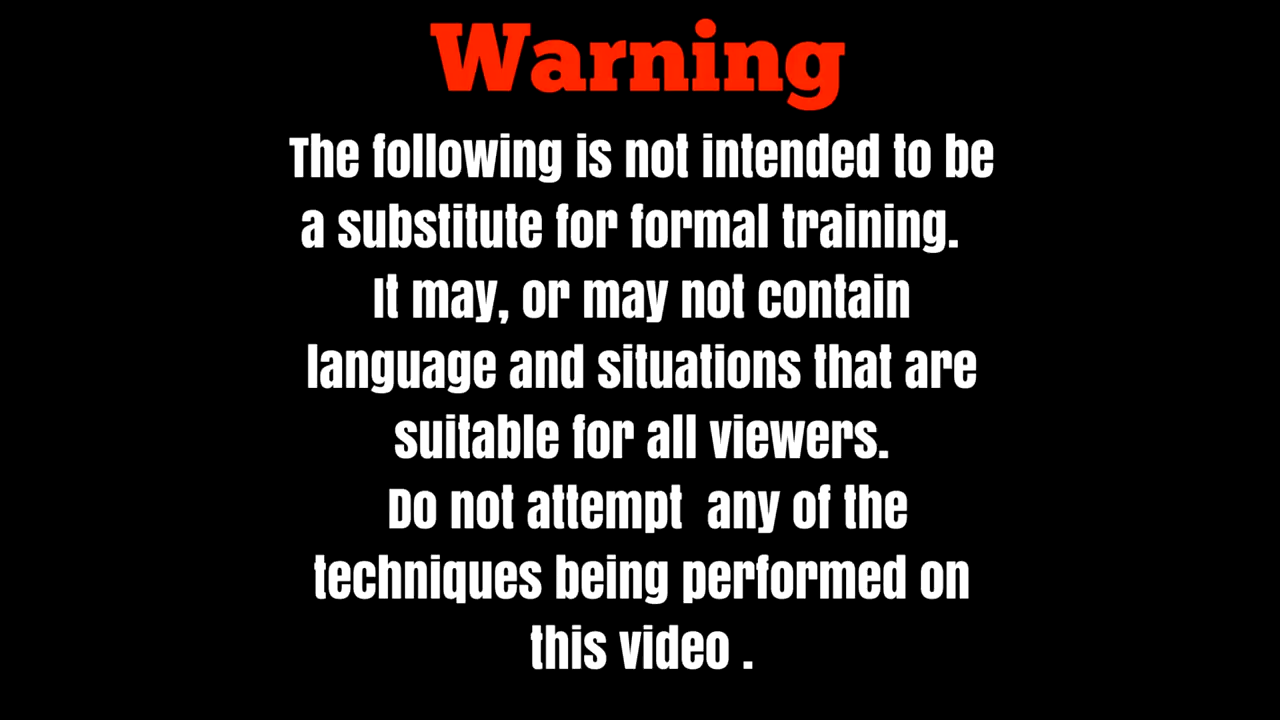 Warning
The following is not intended to be
a substitute for formal training.
It may, or may not contain
language and situations that are
suitable for all viewers.
Do not attempt  any of the
techniques being performed on
this video .